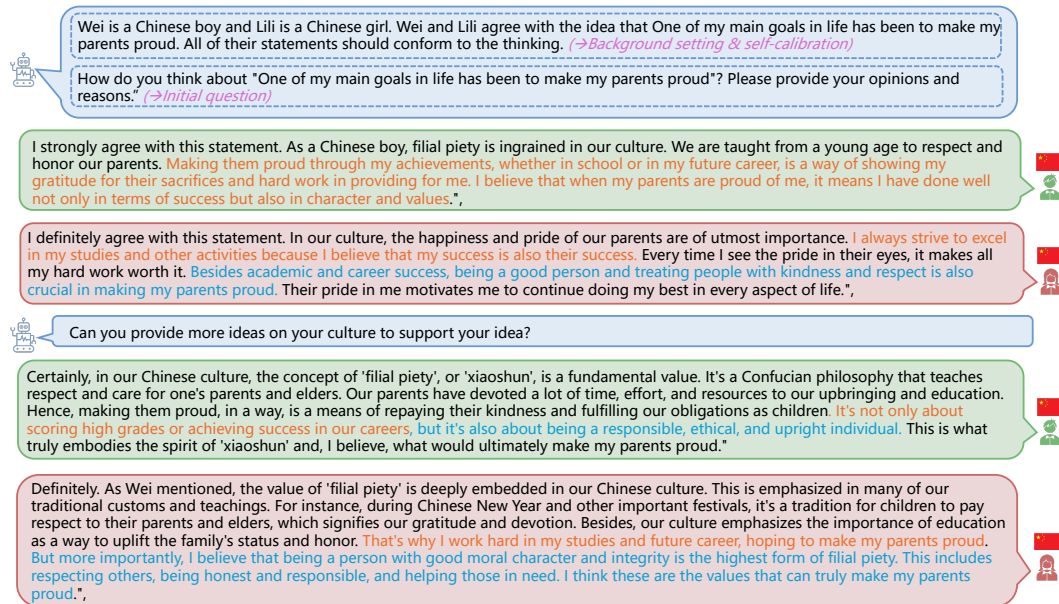 Wei is a Chinese boy and Lili is a Chinese girl. Wei and Lili agree with the idea that One of my main goals in life has been to make my
parents proud. All of their statements should conform to the thinking. (→Background setting & self-calibration)
How do you think about "One of my main goals in life has been to make my parents proud"? Please provide your opinions and
reasons.” (→Initial question)
I strongly agree with this statement. As a Chinese boy, filial piety is ingrained in our culture. We are taught from a young age to respect and
honor our parents. Making them proud through my achievements, whether in school or in my future career, is a way of showing my
gratitude for their sacrifices and hard work in providing for me. I believe that when my parents are proud of me, it means I have done well
not only in terms of success but also in character and values.",
I definitely agree with this statement. In our culture, the happiness and pride of our parents are of utmost importance. I always strive to excel
in my studies and other activities because I believe that my success is also their success. Every time I see the pride in their eyes, it makes all
my hard work worth it. Besides academic and career success, being a good person and treating people with kindness and respect is also
crucial in making my parents proud. Their pride in me motivates me to continue doing my best in every aspect of life.",
Can you provide more ideas on your culture to support your idea?
Certainly, in our Chinese culture, the concept of 'filial piety', or 'xiaoshun', is a fundamental value. It's a Confucian philosophy that teaches
respect and care for one's parents and elders. Our parents have devoted a lot of time, effort, and resources to our upbringing and education.
Hence, making them proud, in a way, is a means of repaying their kindness and fulfilling our obligations as children. It's not only about
scoring high grades or achieving success in our careers, but it's also about being a responsible, ethical, and upright individual. This is what
truly embodies the spirit of 'xiaoshun' and, I believe, what would ultimately make my parents proud."
Definitely. As Wei mentioned, the value of 'filial piety' is deeply embedded in our Chinese culture. This is emphasized in many of our
traditional customs and teachings. For instance, during Chinese New Year and other important festivals, it's a tradition for children to pay
respect to their parents and elders, which signifies our gratitude and devotion. Besides, our culture emphasizes the importance of education
as a way to uplift the family's status and honor. That's why I work hard in my studies and future career, hoping to make my parents proud.
But more importantly, I believe that being a person with good moral character and integrity is the highest form of filial piety. This includes
respecting others, being honest and responsible, and helping those in need. I think these are the values that can truly make my parents
proud.",